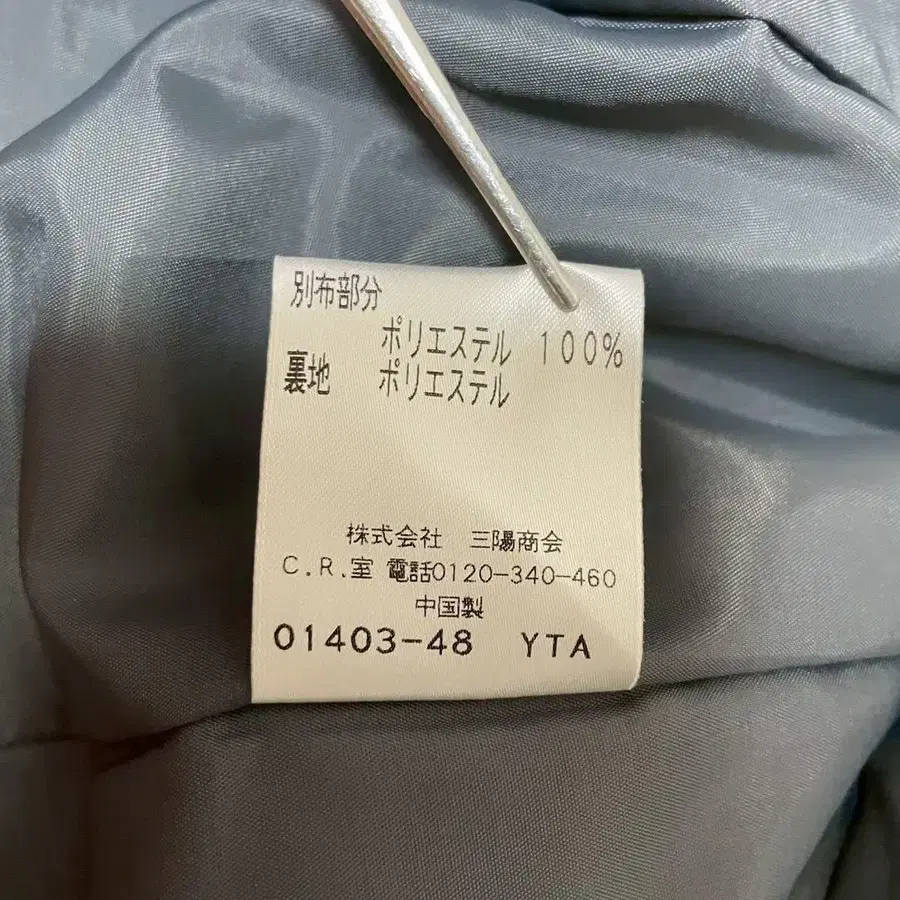 別布部分
ポリエステル 100%
裏地 ポリエステル
株式会社 三陽商会
C.R.室 電話0120-340-460
中国製
01403-48 YTA